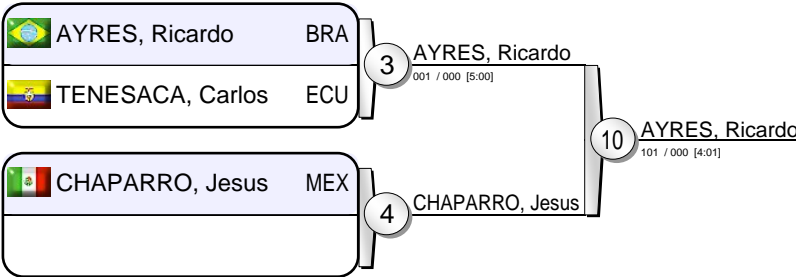 AYRES, Ricardo BRA
TENESACA, Carlos ECU
3
AYRES, Ricardo
001 / 000 [5:00]
10
AYRES, Ricardo
101 / 000 [4:01]
CHAPARRO, Jesus MEX
4
CHAPARRO, Jesus